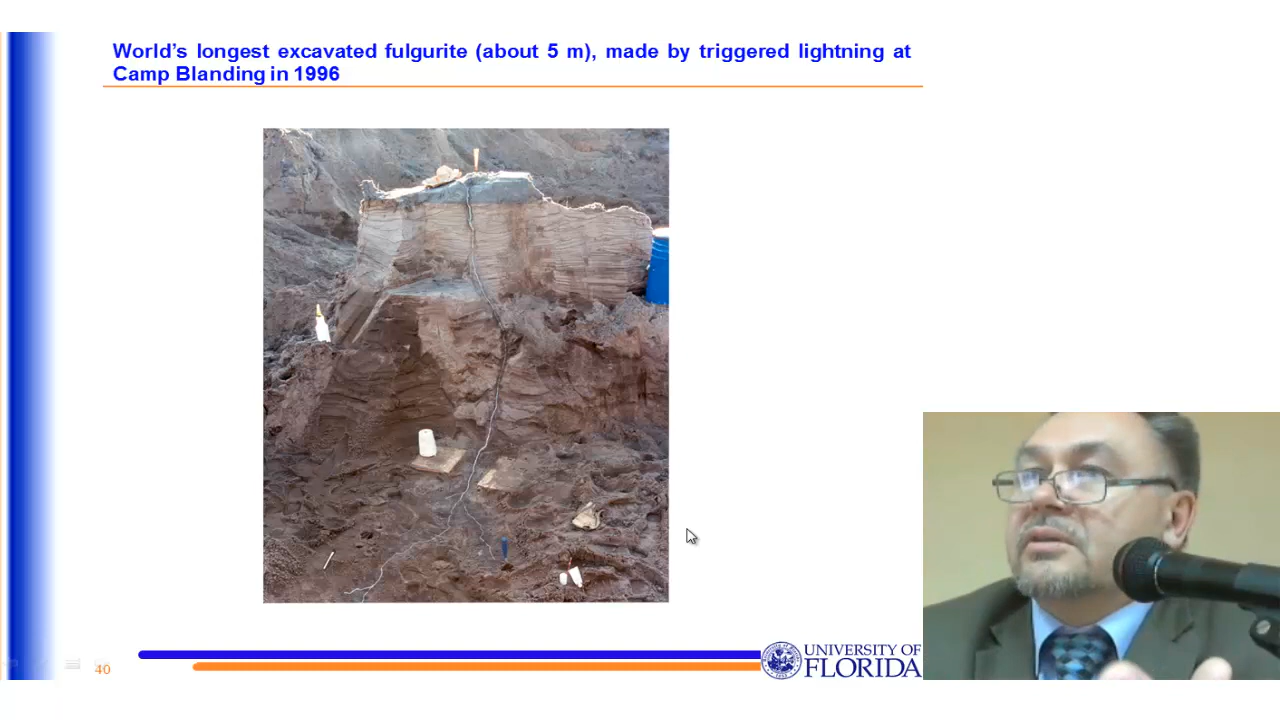 World's longest excavated fulgurite (about 5 m), made by triggered lightning at
Camp Blanding in 1996
40
UNIVERSITY OF
FLORIDA